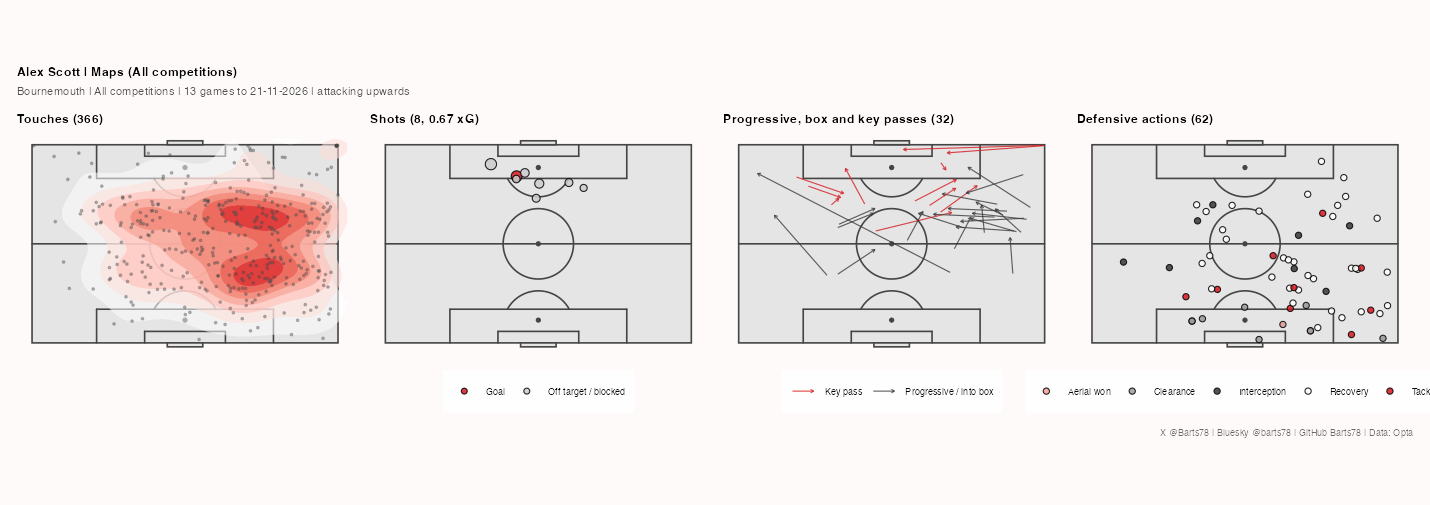 Alex Scott | Maps (All competitions)
Bournemouth | All competitions | 13 games to 21-11-2026 | attacking upwards
Touches (366)
Shots (8, 0.67 xG)
Progressive, box and key passes (32)
Defensive actions (62)
Goal
Off target / blocked
Key pass
Progressive / into box
Aerial won
Clearance
Interception
Recovery
Tack
X @Barts78 | Bluesky @barts78 | GitHub Barts78 | Data: Opta